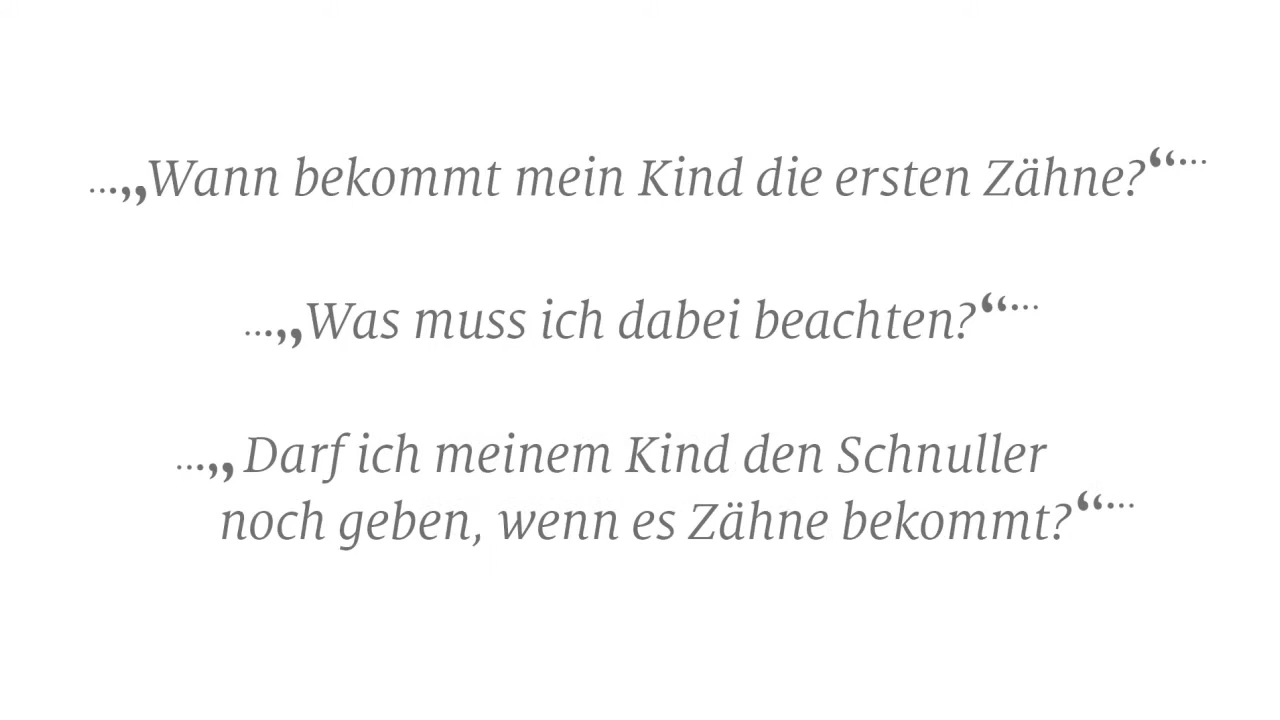 ...„Wann bekommt mein Kind die ersten Zähne?“...
...„Was muss ich dabei beachten?“...
...„Darf ich meinem Kind den Schnuller
noch geben, wenn es Zähne bekommt?“...